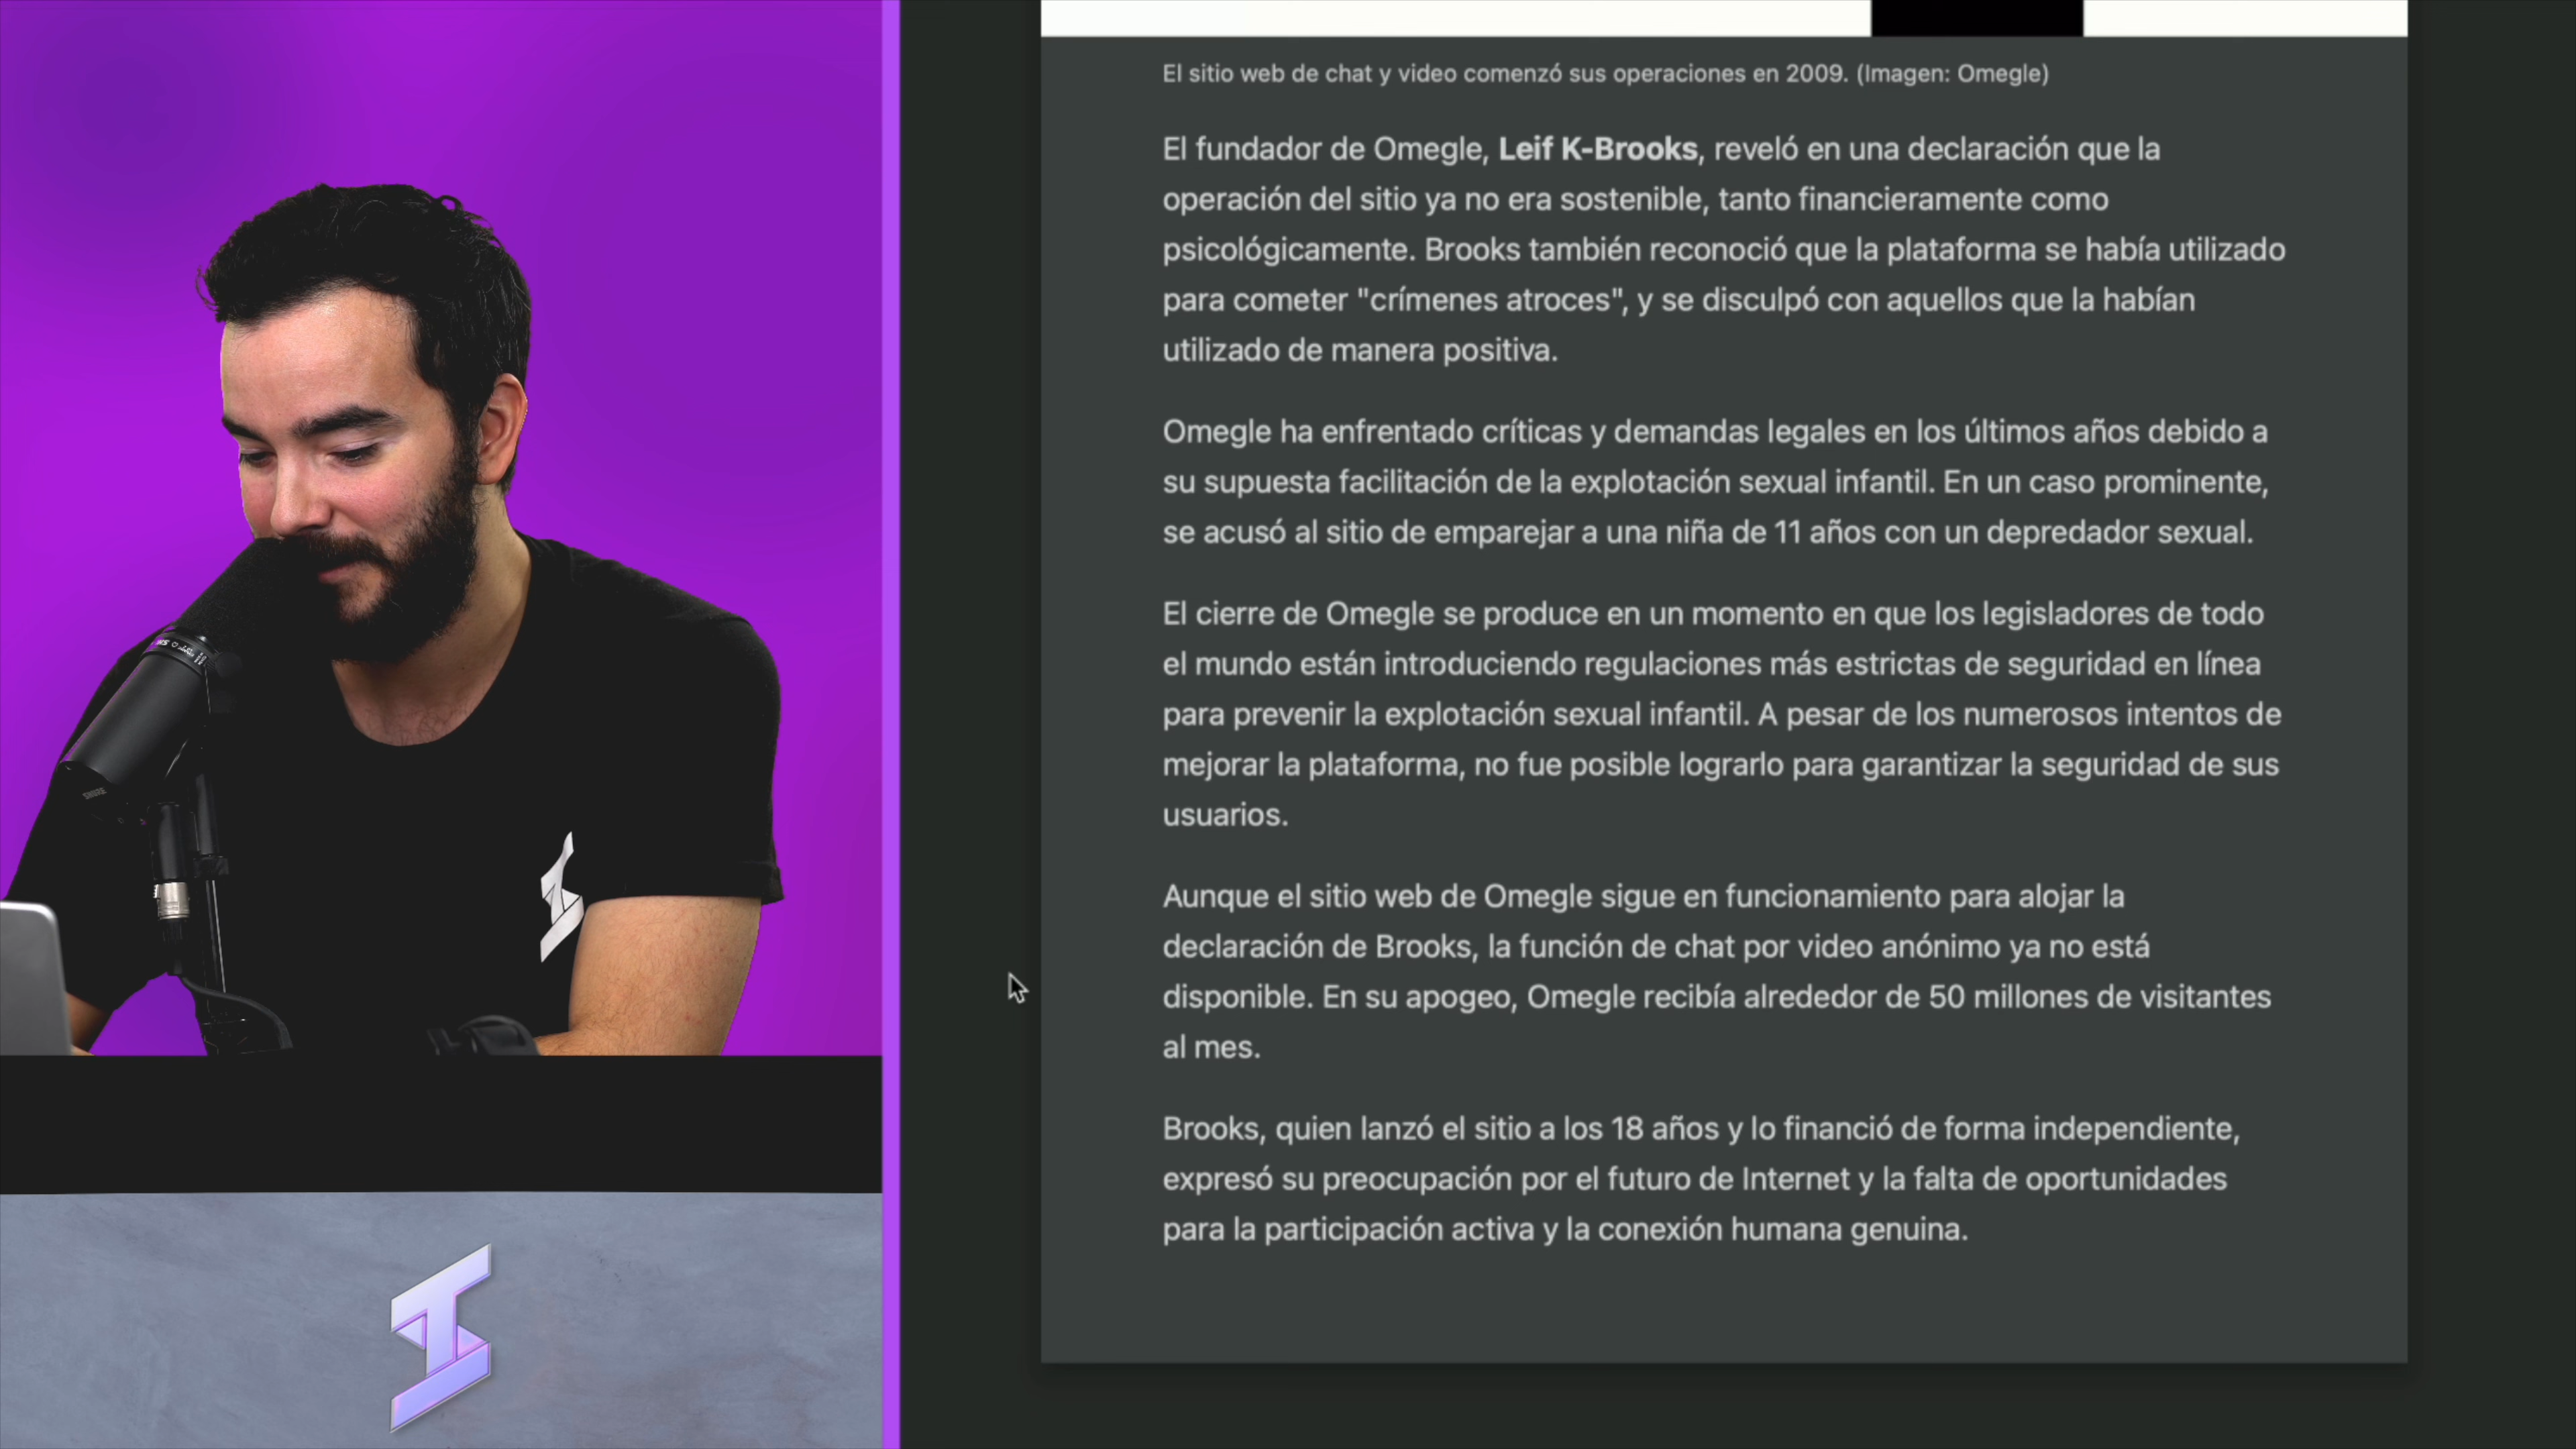 El sitio web de chat y video comenzó sus operaciones en 2009. (Imagen: Omegle)
El fundador de Omegle, Leif K-Brooks, reveló en una declaración que la
operación del sitio ya no era sostenible, tanto financieramente como
psicológicamente. Brooks también reconoció que la plataforma se había utilizado
para cometer "crímenes atroces", y se disculpó con aquellos que la habían
utilizado de manera positiva.
Omegle ha enfrentado críticas y demandas legales en los últimos años debido a
su supuesta facilitación de la explotación sexual infantil. En un caso prominente,
se acusó al sitio de emparejar a una niña de 11 años con un depredador sexual.
El cierre de Omegle se produce en un momento en que los legisladores de todo
el mundo están introduciendo regulaciones más estrictas de seguridad en línea
para prevenir la explotación sexual infantil. A pesar de los numerosos intentos de
mejorar la plataforma, no fue posible lograrlo para garantizar la seguridad de sus
usuarios.
Aunque el sitio web de Omegle sigue en funcionamiento para alojar la
declaración de Brooks, la función de chat por video anónimo ya no está
disponible. En su apogeo, Omegle recibía alrededor de 50 millones de visitantes
al mes.
Brooks, quien lanzó el sitio a los 18 años y lo financió de forma independiente,
expresó su preocupación por el futuro de Internet y la falta de oportunidades
para la participación activa y la conexión humana genuina.